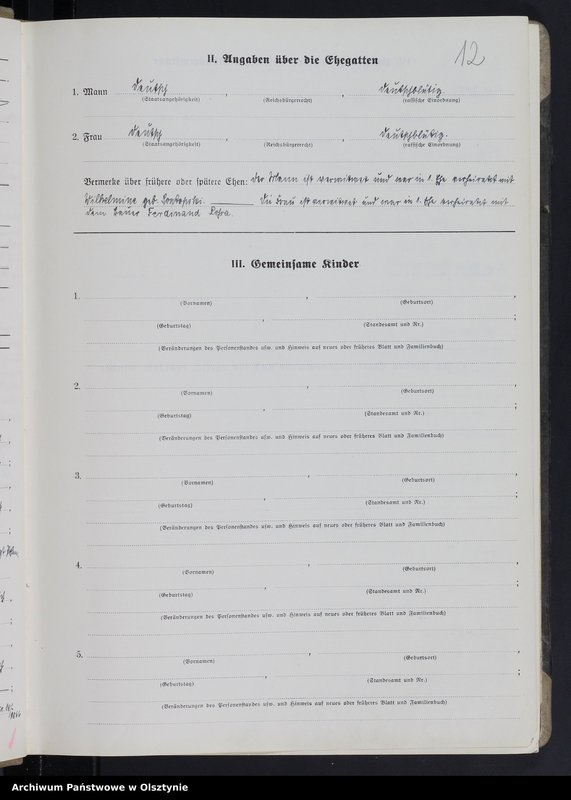 12
II. Angaben über die Ehegatten
1. Mann deutsch, , deutschblütig.
(Staatsangehörigkeit) (Reichsbürgerrecht) (rassische Einordnung)
2. Frau deutsch, , deutschblütig.
(Staatsangehörigkeit) (Reichsbürgerrecht) (rassische Einordnung)
Vermerke über frühere oder spätere Ehen: der Mann ist verwitwet und war in 1. Ehe verheiratet mit
Wilhelmine geb. Die Frau ist verwitwet und war in 1. Ehe verheiratet mit
dem Bauer Ferdinand
III. Gemeinsame Kinder
1. , ,
(Vornamen) (Geburtsort)
, ;
(Geburtstag) (Standesamt und Nr.)
(Veränderungen des Personenstandes usw. und Hinweis auf neues oder früheres Blatt und Familienbuch)
2. , ,
(Vornamen) (Geburtsort)
, ;
(Geburtstag) (Standesamt und Nr.)
(Veränderungen des Personenstandes usw. und Hinweis auf neues oder früheres Blatt und Familienbuch)
3. , ,
(Vornamen) (Geburtsort)
, ;
(Geburtstag) (Standesamt und Nr.)
(Veränderungen des Personenstandes usw. und Hinweis auf neues oder früheres Blatt und Familienbuch)
4. , ,
(Vornamen) (Geburtsort)
, ;
(Geburtstag) (Standesamt und Nr.)
(Veränderungen des Personenstandes usw. und Hinweis auf neues oder früheres Blatt und Familienbuch)
5. , ,
(Vornamen) (Geburtsort)
, ;
(Geburtstag) (Standesamt und Nr.)
(Veränderungen des Personenstandes usw. und Hinweis auf neues oder früheres Blatt und Familienbuch)
Archiwum Państwowe w Olsztynie